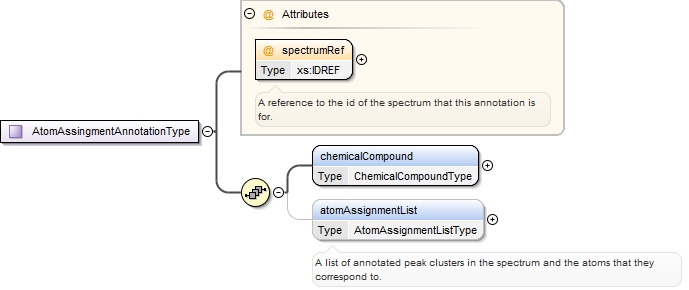 @ Attributes
@ spectrumRef
Type xs:IDREF
A reference to the id of the spectrum that this annotation is
for.
AtomAssingmentAnnotationType
chemicalCompound
Type ChemicalCompoundType
atomAssignmentList
Type AtomAssignmentListType
A list of annotated peak clusters in the spectrum and the atoms that they
correspond to.